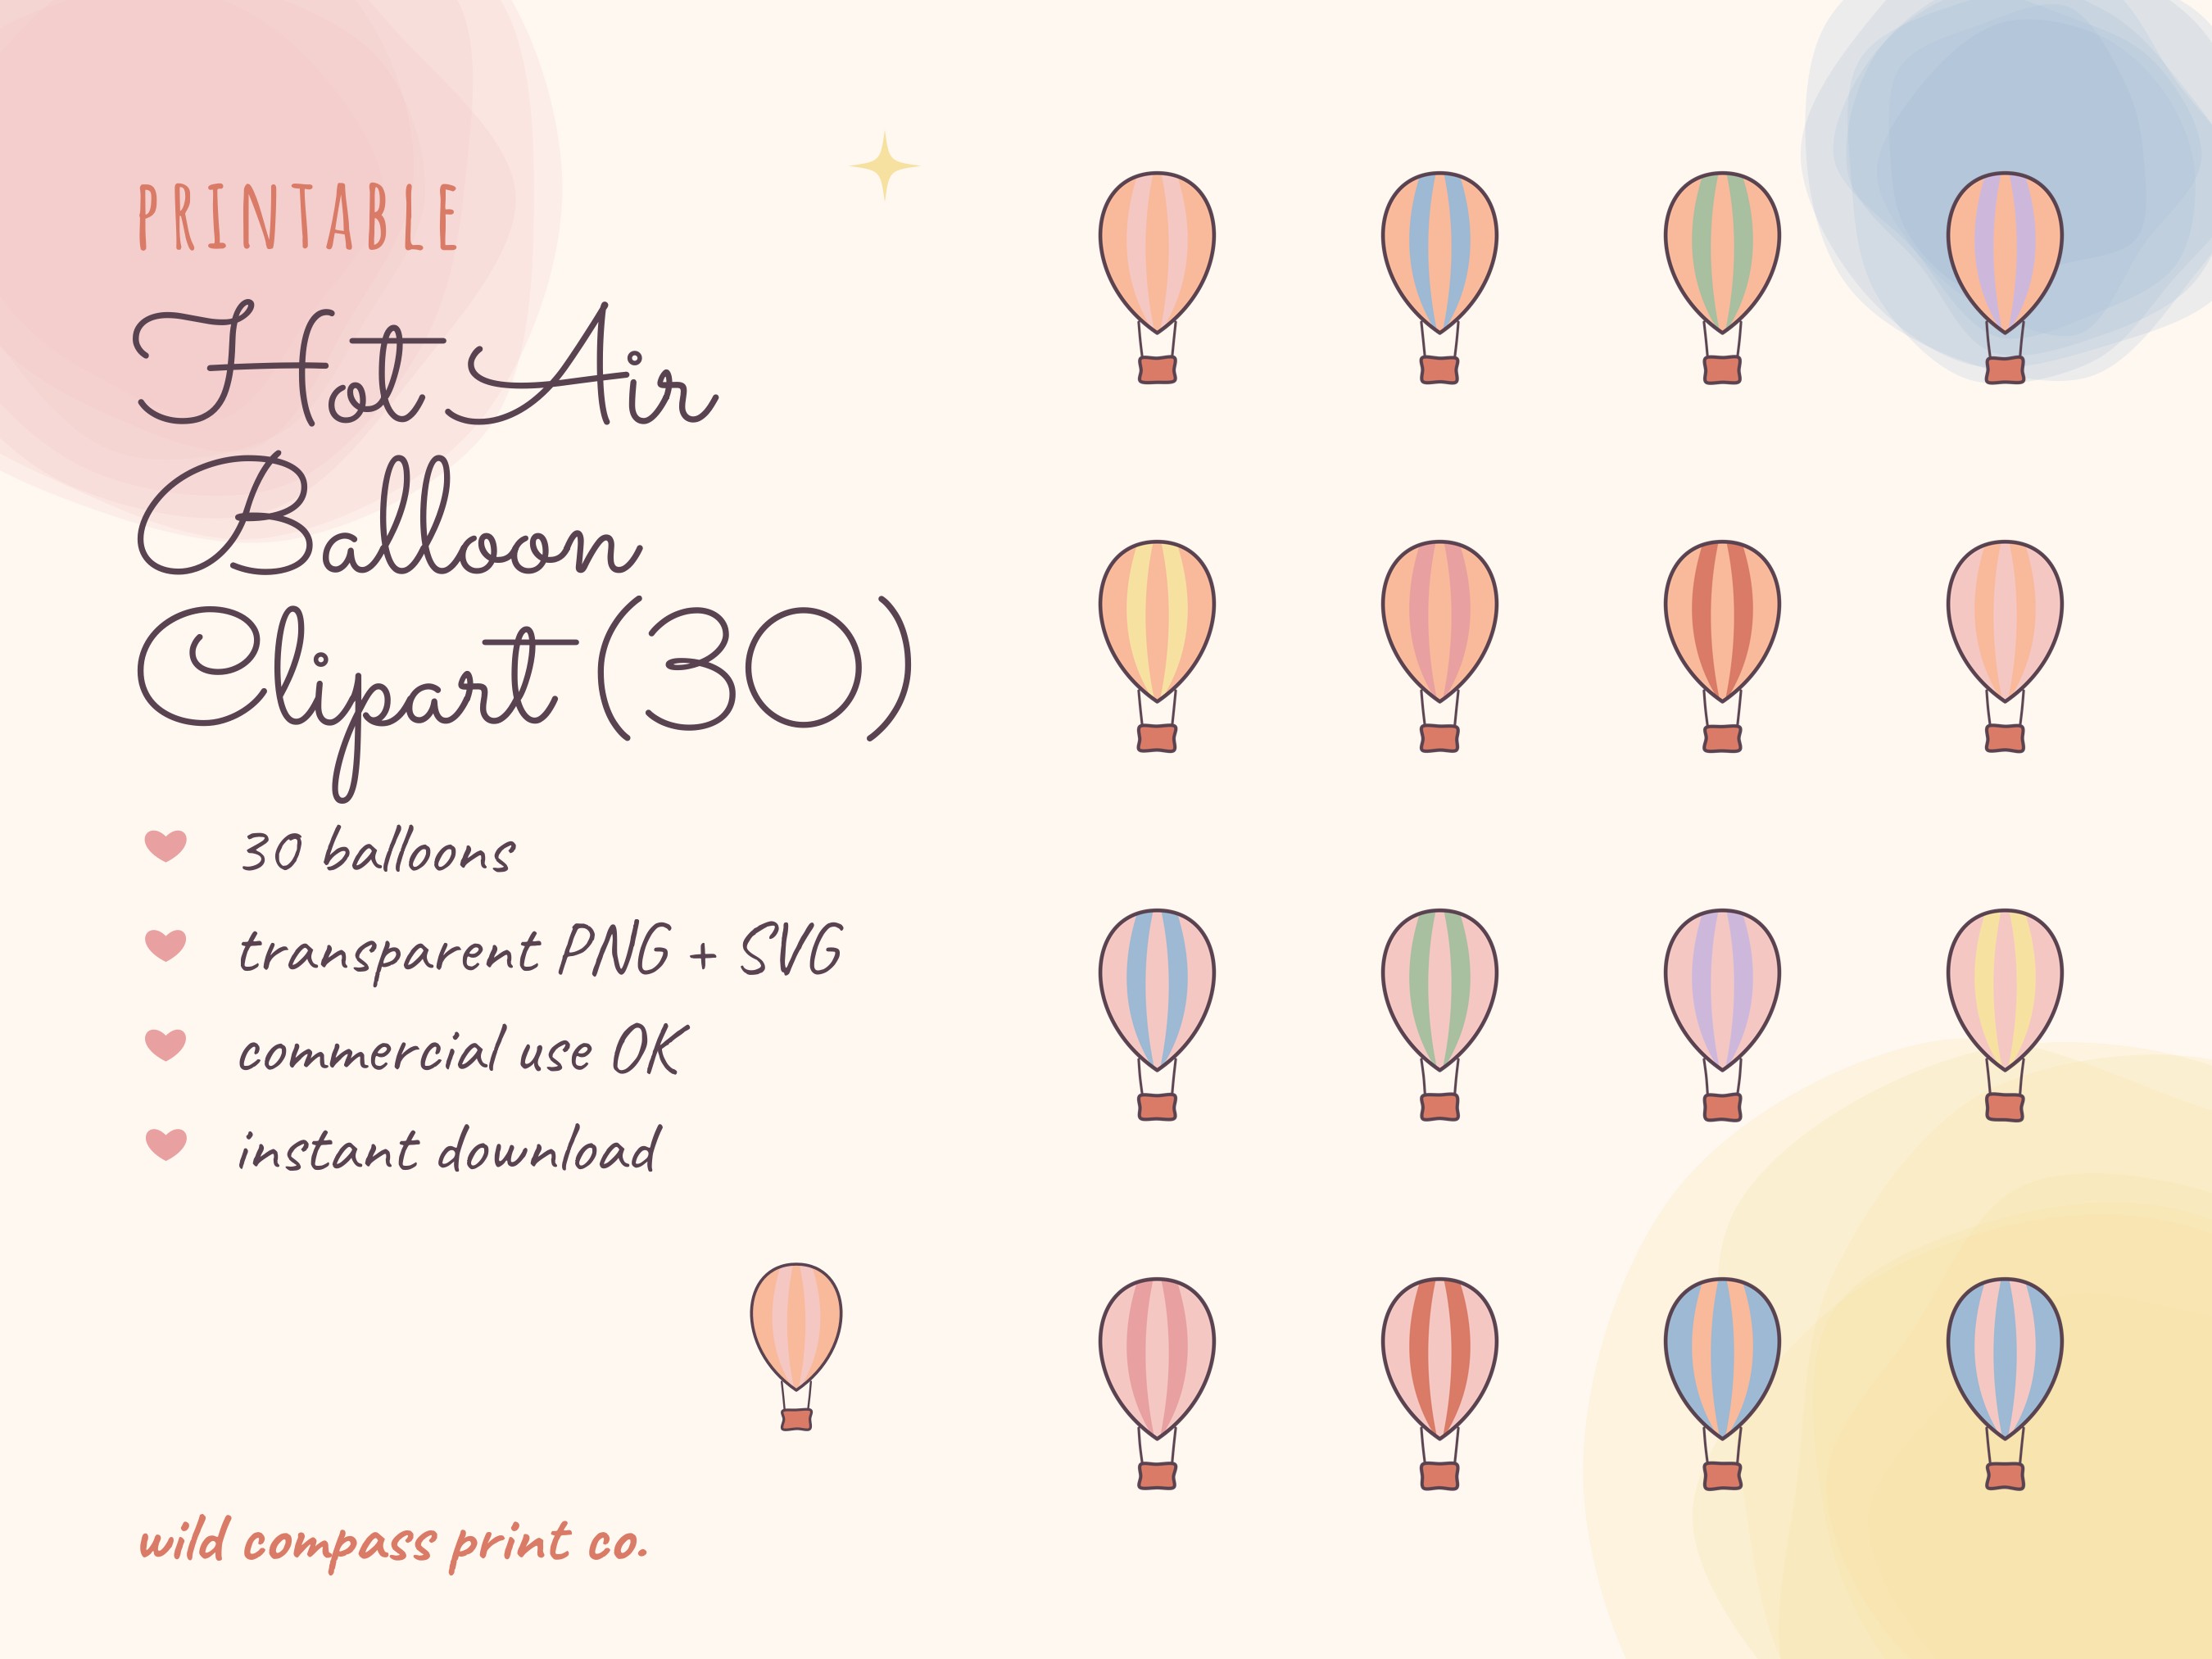 PRINTABLE
Hot Air
Balloon
Clipart (30)
30 balloons
transparent PNG + SVG
commercial use OK
instant download
wild compass print co.